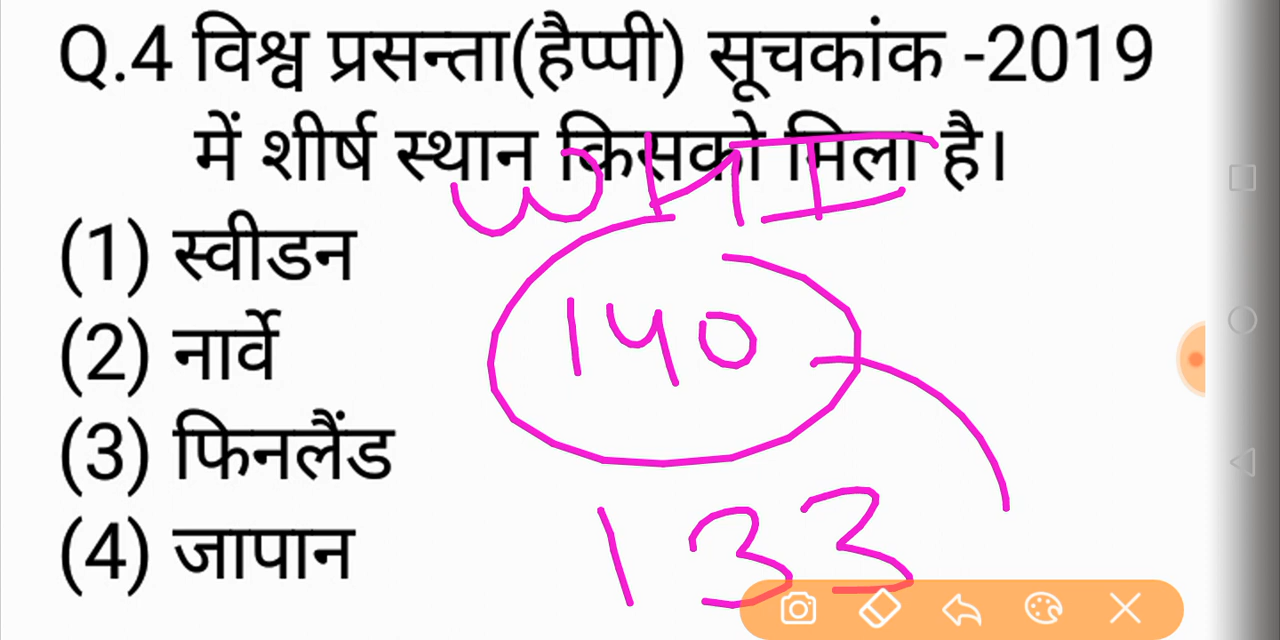 Q.4 विश्व प्रसन्ता(हैप्पी) सूचकांक -2019
में शीर्ष स्थान किसको मिला है।
WHI
(1) स्वीडन
(2) नार्वे
140
(3) फिनलैंड
(4) जापान
133